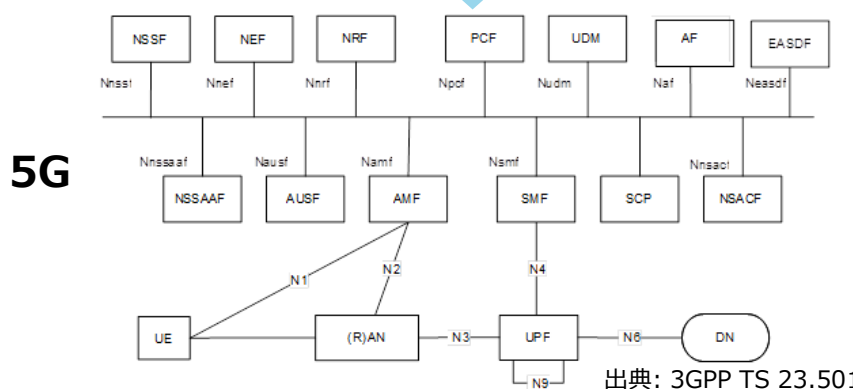 NSSF
NEF
NRF
PCF
UDM
AF
EASDF
Nnssf
Nnef
Nnrf
Npcf
Nudm
Naf
Neasdf
5G
Nnssaaf
Nausf
Namf
Nsmf
Nnsacf
NSSAAF
AUSF
AMF
SMF
SCP
NSACF
N1
N2
N4
UE
(R)AN
N3
UPF
N6
DN
N9
出典: 3GPP TS 23.501